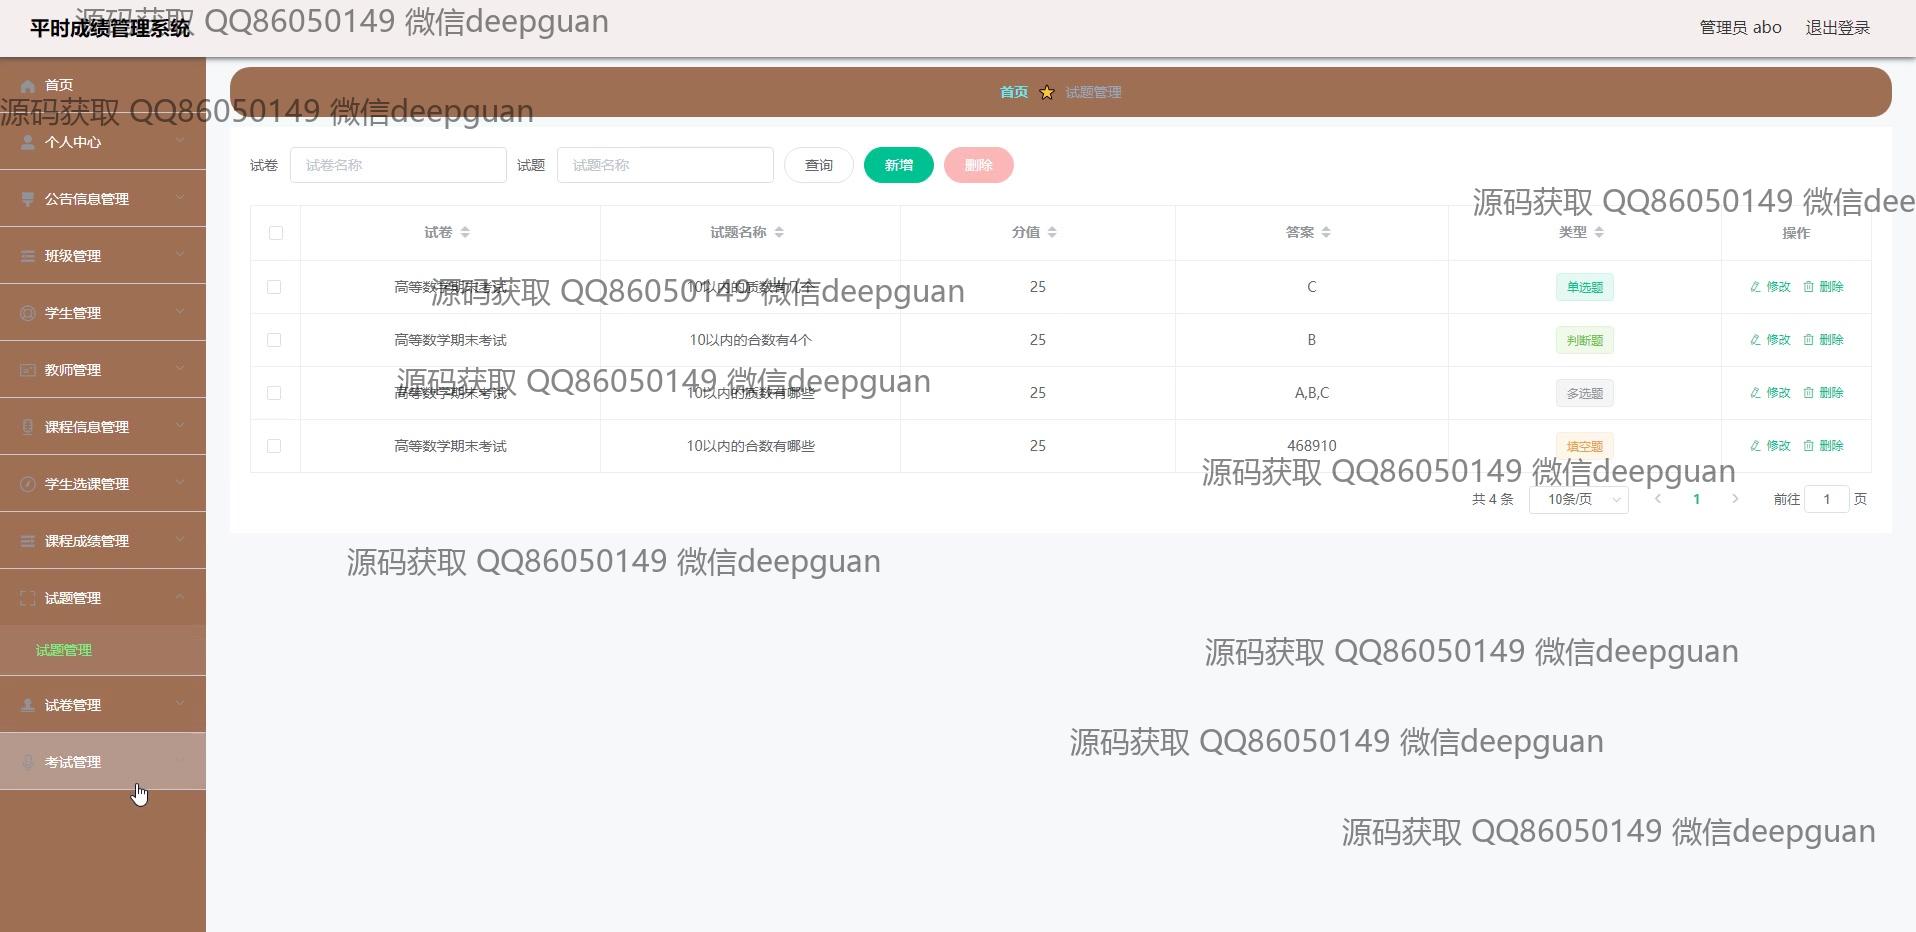 平时成绩管理系统
源码获取 QQ86050149 微信deepguan
管理员 abo 退出登录
首页
首页 试题管理
源码获取 QQ86050149 微信deepguan
个人中心
试卷 试卷名称 试题 试题名称 查询 新增 删除
公告信息管理
源码获取 QQ86050149 微信dee
试卷 试题名称 分值 答案 类型 操作
班级管理
高等数学期末考试 10以内的质数有几个 25 C 单选题 修改 删除
源码获取 QQ86050149 微信deepguan
学生管理
高等数学期末考试 10以内的合数有4个 25 B 判断题 修改 删除
教师管理
源码获取 QQ86050149 微信deepguan
高等数学期末考试 10以内的质数有哪些 25 A,B,C 多选题 修改 删除
课程信息管理
高等数学期末考试 10以内的合数有哪些 25 468910 填空题 修改 删除
源码获取 QQ86050149 微信deepguan
学生选课管理
共 4 条 10条/页 1 前往 1 页
课程成绩管理
源码获取 QQ86050149 微信deepguan
试题管理
试题管理
源码获取 QQ86050149 微信deepguan
试卷管理
源码获取 QQ86050149 微信deepguan
考试管理
源码获取 QQ86050149 微信deepguan